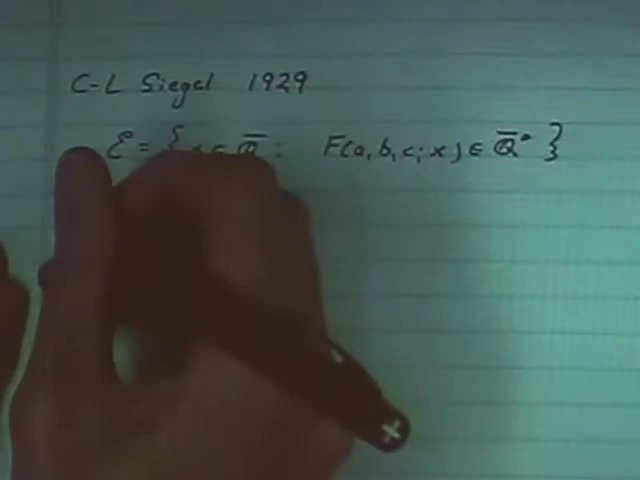 C-L Siegel 1929
ℰ = { x ∈ Q̅ : F(a, b, c; x) ∈ Q̅* }